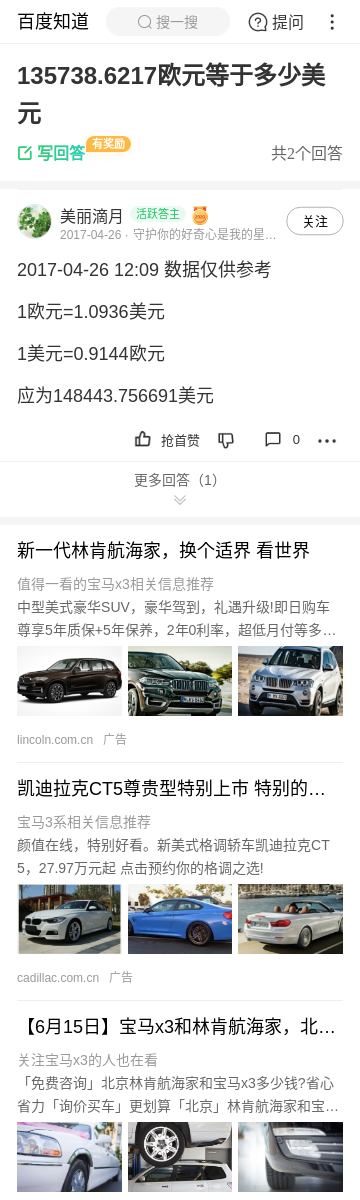 百度知道
搜一搜
提问
135738.6217欧元等于多少美
元
写回答
有奖励
共2个回答
美丽滴月
活跃答主
关注
2017-04-26 · 守护你的好奇心是我的星…
2017-04-26 12:09 数据仅供参考
1欧元=1.0936美元
1美元=0.9144欧元
应为148443.756691美元
抢首赞
0
更多回答（1）
新一代林肯航海家，换个适界 看世界
值得一看的宝马x3相关信息推荐
中型美式豪华SUV，豪华驾到，礼遇升级!即日购车
尊享5年质保+5年保养，2年0利率，超低月付等多…
lincoln.com.cn 广告
凯迪拉克CT5尊贵型特别上市 特别的…
宝马3系相关信息推荐
颜值在线，特别好看。新美式格调轿车凯迪拉克CT
5，27.97万元起 点击预约你的格调之选!
cadillac.com.cn 广告
【6月15日】宝马x3和林肯航海家，北…
关注宝马x3的人也在看
「免费咨询」北京林肯航海家和宝马x3多少钱?省心
省力「询价买车」更划算「北京」林肯航海家和宝…